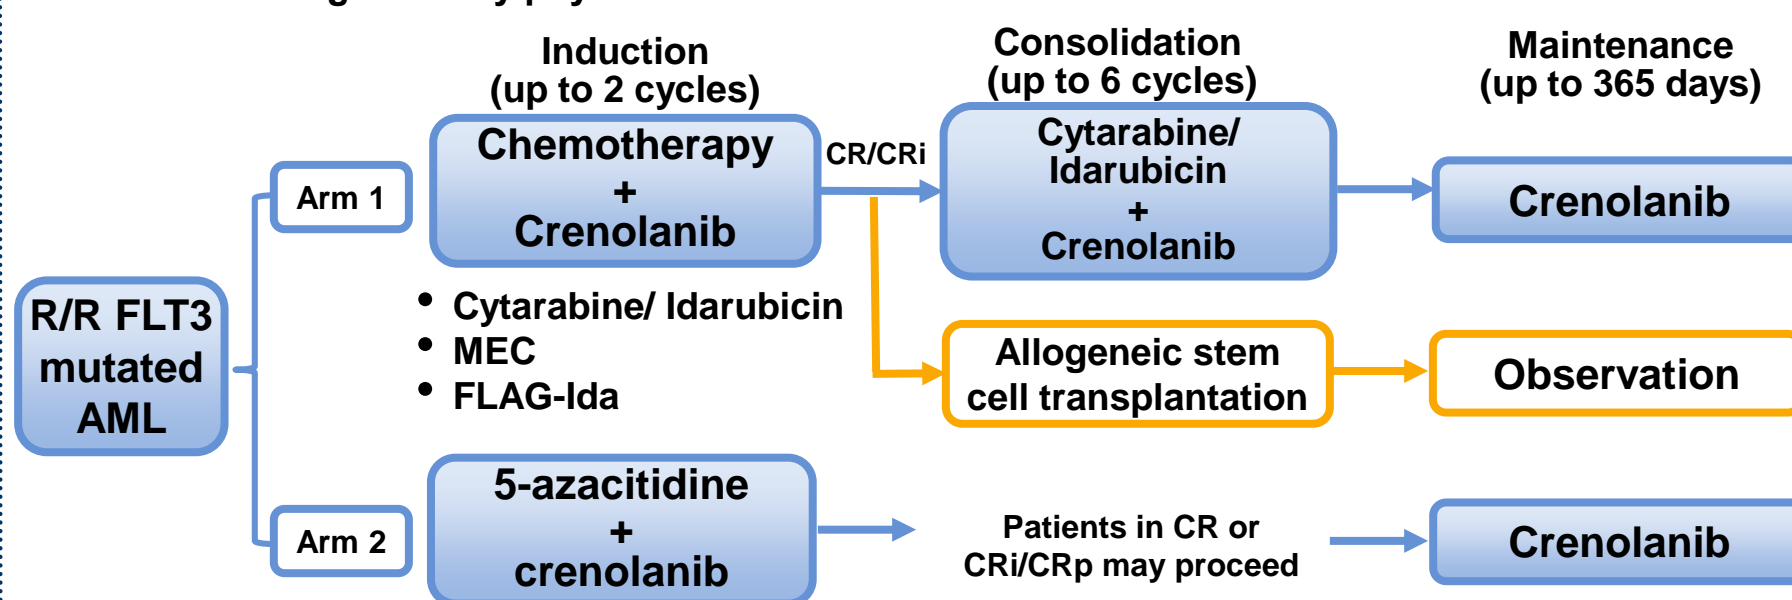 Induction
(up to 2 cycles)
Consolidation
(up to 6 cycles)
Maintenance
(up to 365 days)
Arm 1
Chemotherapy
+
Crenolanib
CR/CRi
Cytarabine/
Idarubicin
+
Crenolanib
Crenolanib
R/R FLT3
mutated
AML
• Cytarabine/ Idarubicin
• MEC
• FLAG-Ida
Allogeneic stem
cell transplantation
Observation
Arm 2
5-azacitidine
+
crenolanib
Patients in CR or
CRi/CRp may proceed
Crenolanib